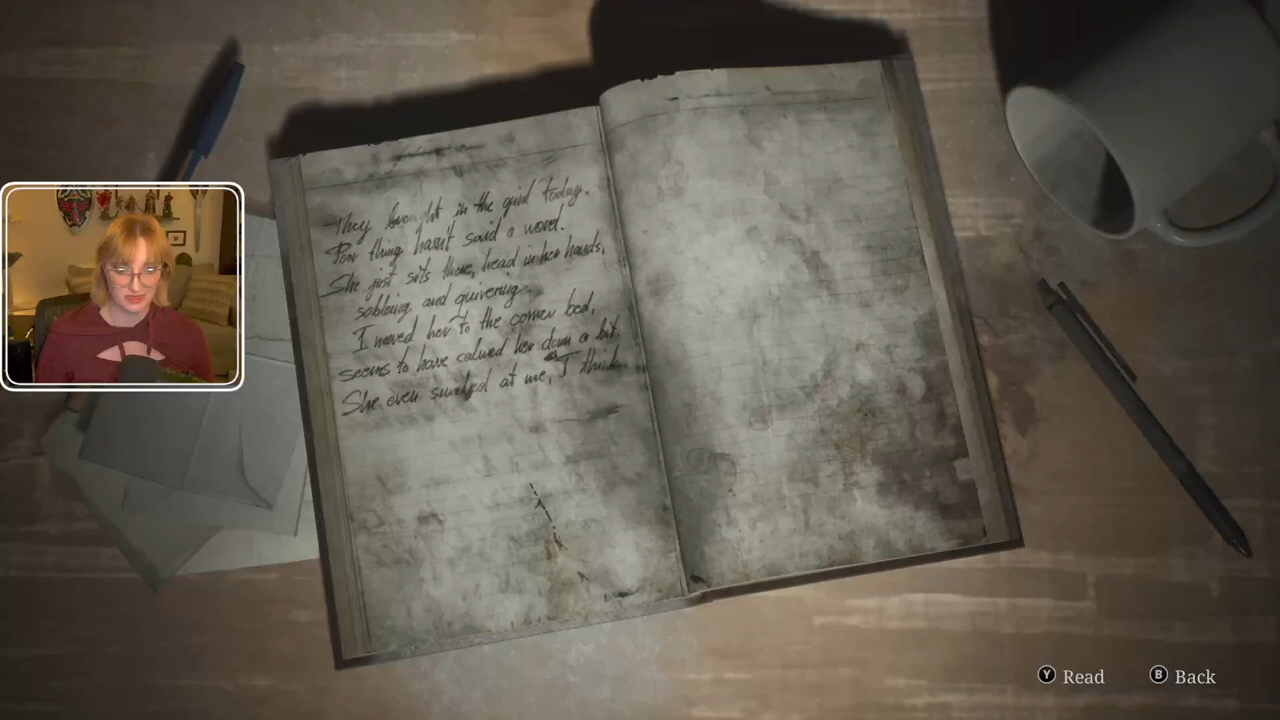 They brought in the girl today.
Poor thing hasn't said a word.
She just sits there, head in her hands,
sobbing and quivering.
I moved her to the corner bed,
seems to have calmed her down a bit.
She even smiled at me, I think.
Y Read
B Back